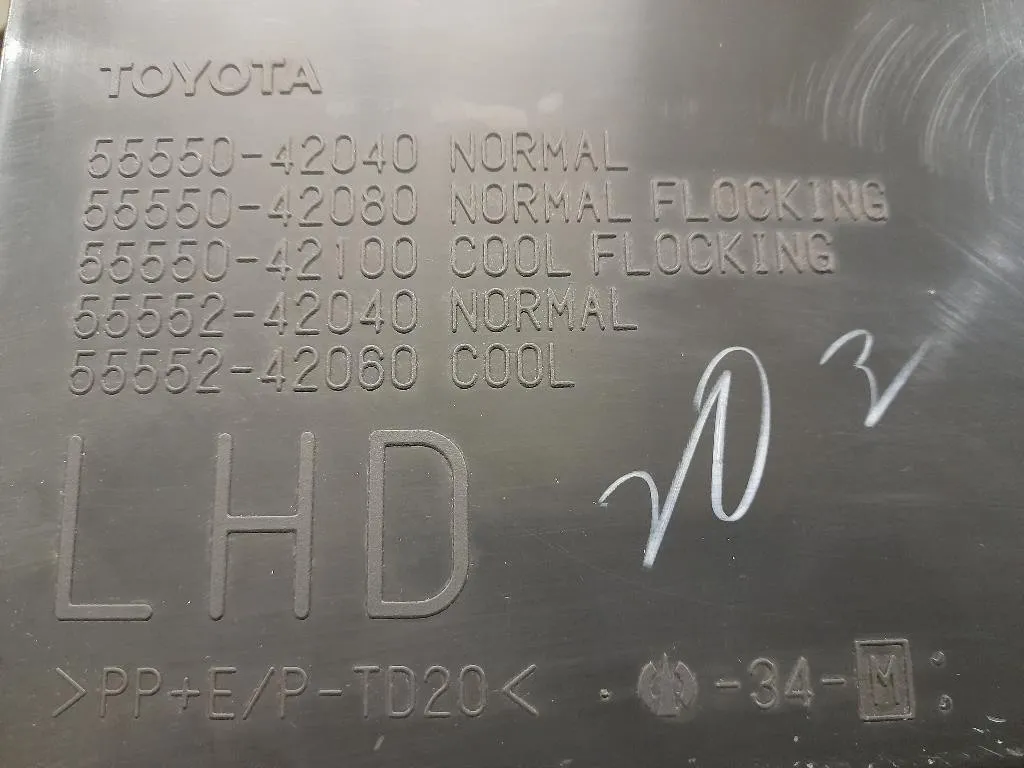 TOYOTA
55550-42040 NORMAL
55550-42080 NORMAL FLOCKING
55550-42100 COOL FLOCKING
55552-42040 NORMAL
55552-42060 COOL
LHD
>PP+E/P-TD20<
-34-M